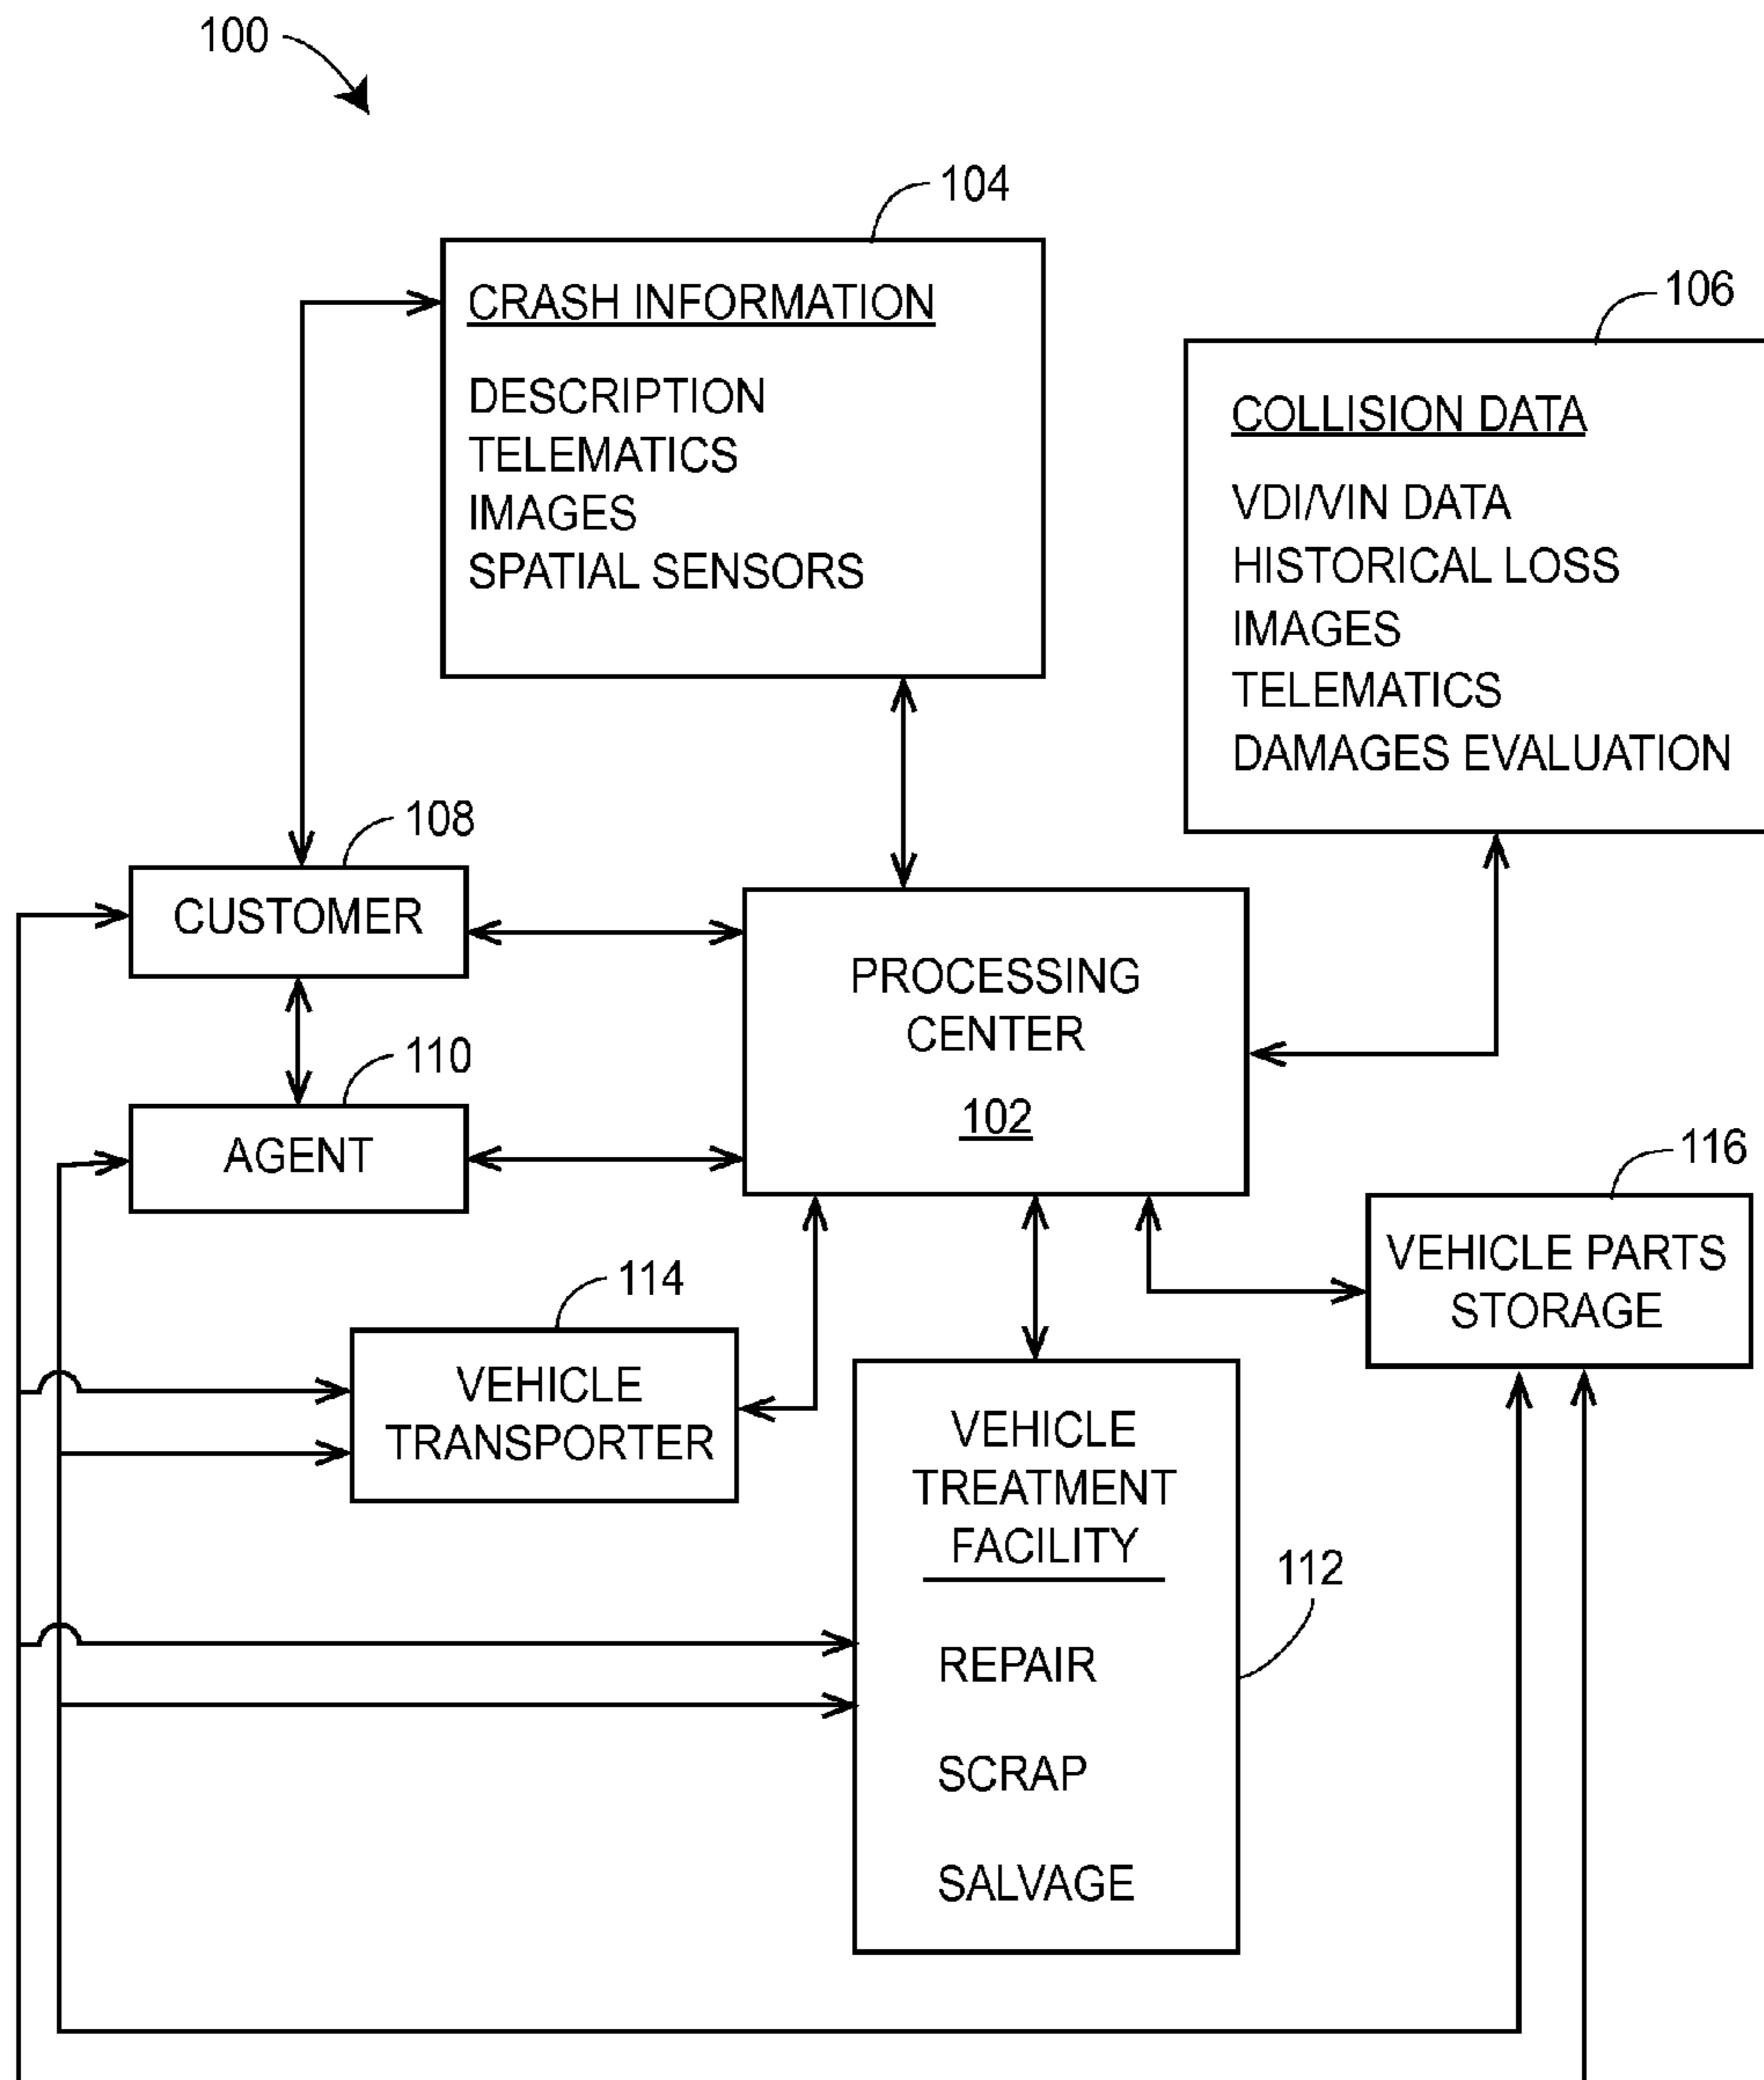 100
104
CRASH INFORMATION
DESCRIPTION
TELEMATICS
IMAGES
SPATIAL SENSORS
106
COLLISION DATA
VDI/VIN DATA
HISTORICAL LOSS
IMAGES
TELEMATICS
DAMAGES EVALUATION
108
CUSTOMER
110
AGENT
PROCESSING
CENTER
102
116
VEHICLE PARTS
STORAGE
114
VEHICLE
TRANSPORTER
VEHICLE
TREATMENT
FACILITY
112
REPAIR
SCRAP
SALVAGE